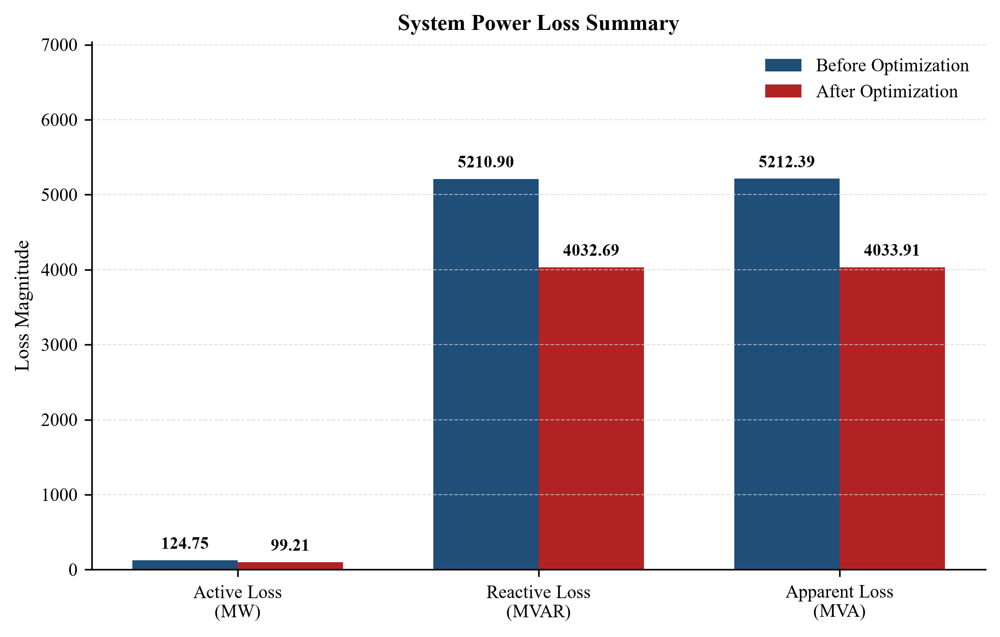 System Power Loss Summary
7000
6000
5000
4000
3000
2000
1000
0
Loss Magnitude
Before Optimization
After Optimization
124.75
99.21
5210.90
4032.69
5212.39
4033.91
Active Loss
(MW)
Reactive Loss
(MVAR)
Apparent Loss
(MVA)